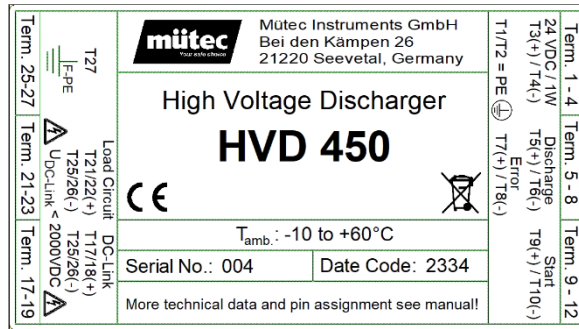 mütec
Your safe choice
Mütec Instruments GmbH
Bei den Kämpen 26
21220 Seevetal, Germany
High Voltage Discharger
HVD 450
CE
Tamb.: -10 to +60°C
Serial No.: 004
Date Code: 2334
More technical data and pin assignment see manual!
Term. 1 - 4
24 VDC / 1W
T3(+) / T4(-)
T1/T2 = PE
Term. 5 - 8
Discharge
T5(+) / T6(-)
Error
T7(+) / T8(-)
Term. 9 - 12
Start
T9(+) / T10(-)
T27
F-PE
Term. 25-27
Load Circuit DC-Link
T21/22(+) T17/18(+)
T25/26(-) T25/26(-)
UDC-Link < 2000VDC
Term. 21-23
Term. 17-19